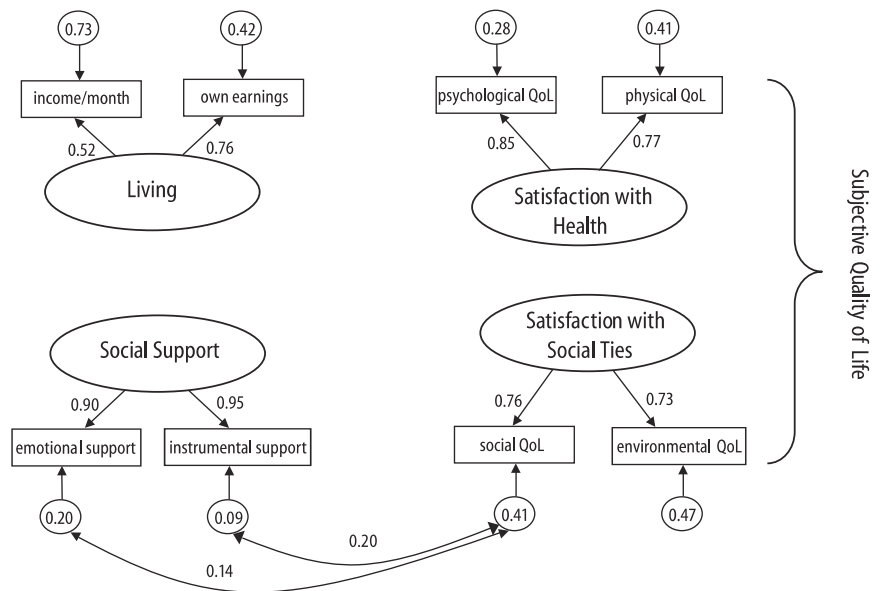 0.73
0.42
0.28
0.41
income/month
own earnings
psychological QoL
physical QoL
0.52
0.76
0.85
0.77
Living
Satisfaction with
Health
Subjective Quality of Life
Social Support
Satisfaction with
Social Ties
0.90
0.95
0.76
0.73
emotional support
instrumental support
social QoL
environmental QoL
0.20
0.09
0.41
0.47
0.20
0.14